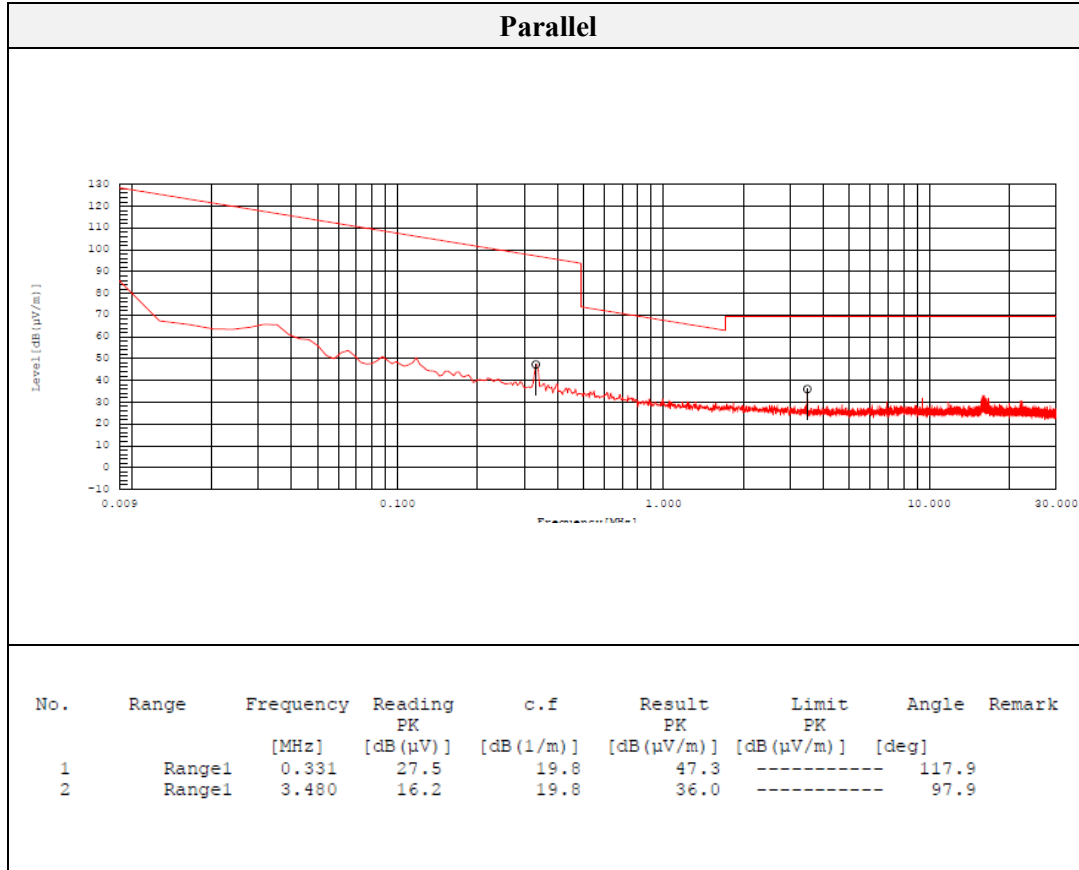 Parallel
130
120
110
100
90
80
70
60
50
40
30
20
10
0
-10
Level[dB(μV/m)]
0.009 0.100 1.000 10.000 30.000
Frequency[MHz]
No. Range Frequency Reading c.f Result Limit Angle Remark
PK PK PK
[MHz] [dB(μV)] [dB(1/m)] [dB(μV/m)] [dB(μV/m)] [deg]
1 Range1 0.331 27.5 19.8 47.3 ----------- 117.9
2 Range1 3.480 16.2 19.8 36.0 ----------- 97.9